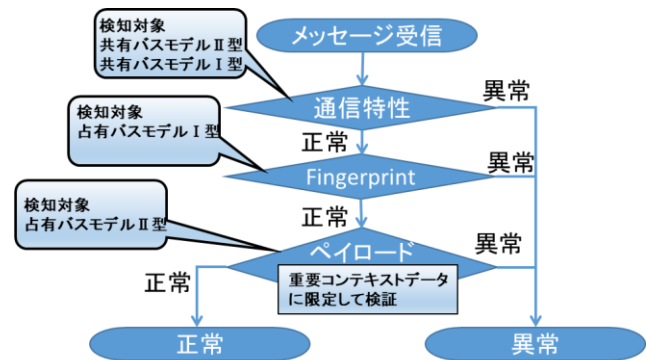 検知対象
共有バスモデルⅡ型
共有バスモデルⅠ型
メッセージ受信
通信特性
異常
検知対象
占有バスモデルⅠ型
正常
Fingerprint
異常
検知対象
占有バスモデルⅡ型
正常
ペイロード
異常
正常
重要コンテキストデータ
に限定して検証
正常
異常